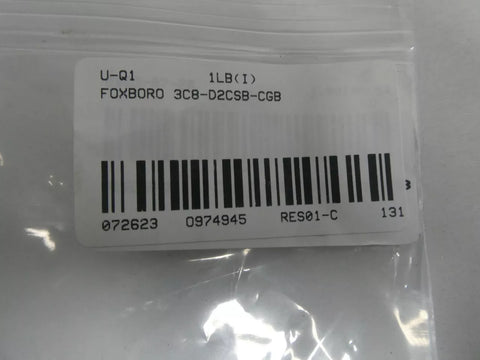 U-Q1 1LB(I)
FOXBORO 3C8-D2CSB-CGB
072623 0974945 RES01-C 131